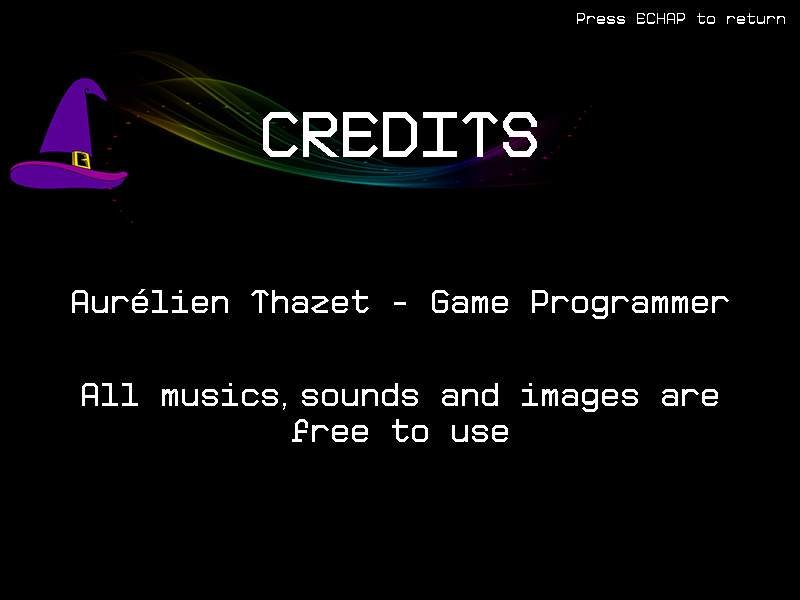 Press ECHAP to return
CREDITS
Aurélien Thazet - Game Programmer
All musics, sounds and images are
free to use